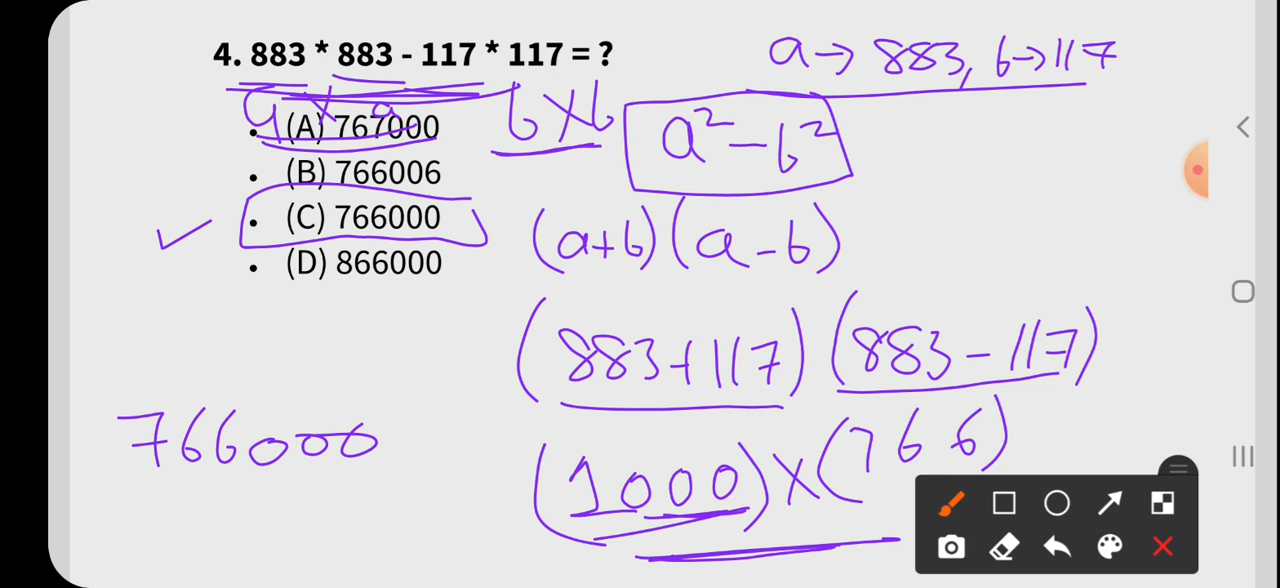 4. 883 * 883 - 117 * 117 = ?
a → 883, b → 117
a × a b × b
• (A) 767000
a² - b²
• (B) 766006
• (C) 766000
(a+b)(a-b)
• (D) 866000
(883+117)(883-117)
766000
(1000)×(766)